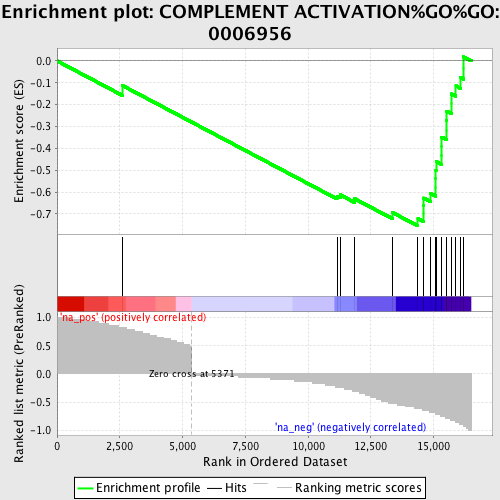 Enrichment plot: COMPLEMENT ACTIVATION%GO%GO:
0006956
Enrichment score (ES)
0.0
-0.1
-0.2
-0.3
-0.4
-0.5
-0.6
-0.7
'na_pos' (positively correlated)
Ranked list metric (PreRanked)
1.0
0.5
0.0
-0.5
-1.0
Zero cross at 5371
'na_neg' (negatively correlated)
0
2,500
5,000
7,500
10,000
12,500
15,000
Rank in Ordered Dataset
Enrichment profile
Hits
Ranking metric scores